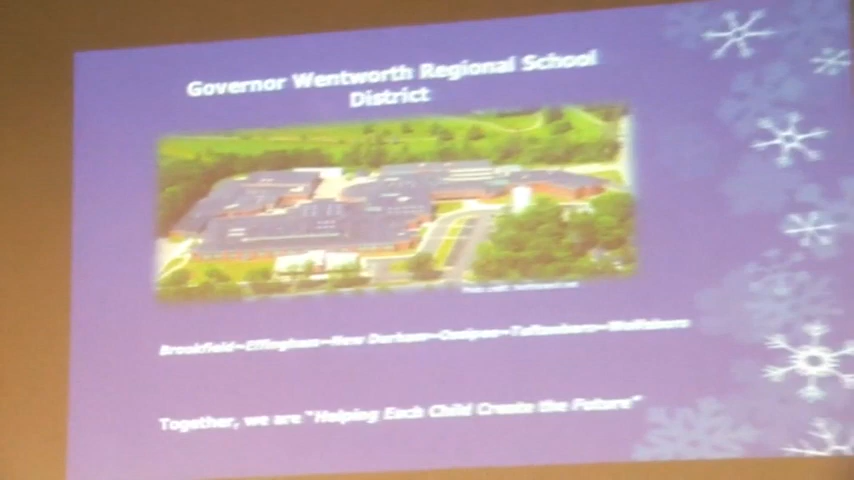 Governor Wentworth Regional School
District
Brookfield~Effingham~New Durham~Ossipee~Tuftonboro~Wolfeboro
Together, we are "Helping Each Child Create the Future"